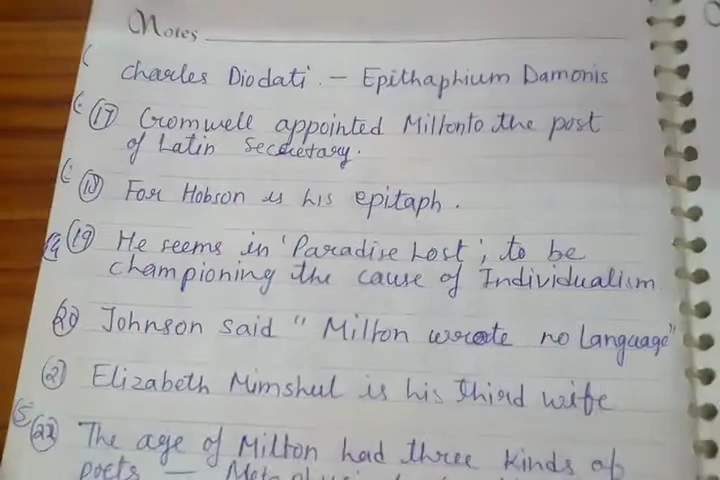 Notes
Charles Diodati. - Epithaphium Damonis
(17) Cromwell appointed Milton to the post
of Latin Secretary.
(18) For Hobson is his epitaph.
(19) He seems in 'Paradise Lost', to be
championing the cause of Individualism
(20) Johnson said "Milton wrote no language"
(21) Elizabeth Mimshul is his third wife
(22) The age of Milton had three kinds of
poets —